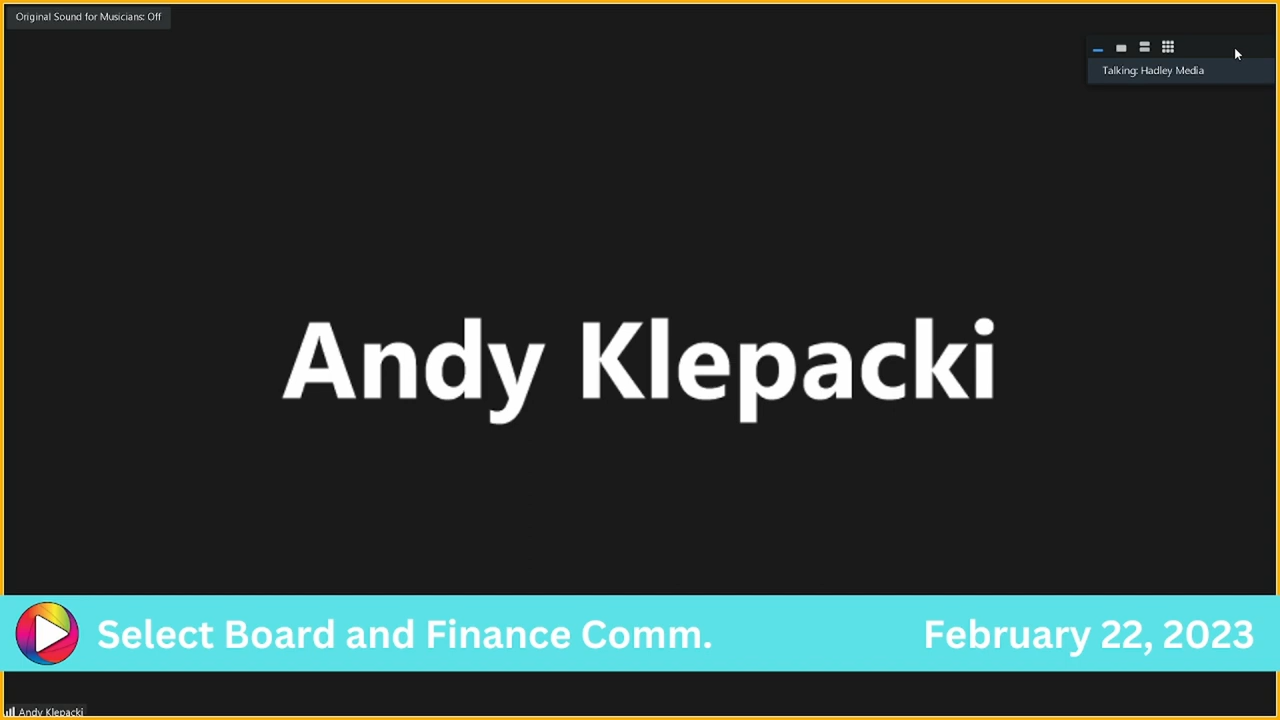 Original Sound for Musicians: Off
Talking: Hadley Media
Andy Klepacki
Select Board and Finance Comm.
February 22, 2023
Andy Klepacki